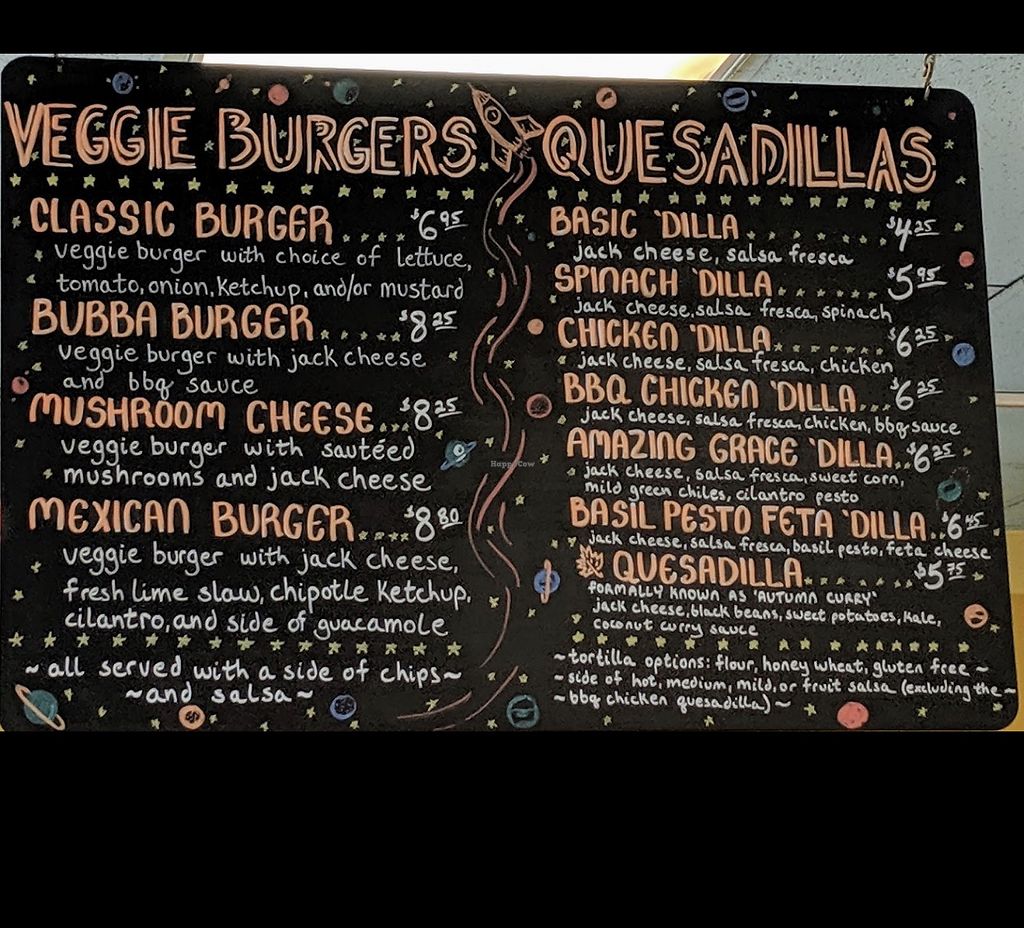 VEGGIE BURGERS
CLASSIC BURGER.....$6.95
veggie burger with choice of lettuce,
tomato, onion, ketchup, and/or mustard
BUBBA BURGER......$8.25
veggie burger with jack cheese
and bbq sauce
MUSHROOM CHEESE...$8.25
veggie burger with sautéed
mushrooms and jack cheese
MEXICAN BURGER....$8.80
veggie burger with jack cheese,
fresh lime slaw, chipotle ketchup,
cilantro, and side of guacamole
~all served with a side of chips~
~and salsa~
QUESADILLAS
BASIC 'DILLA.........$4.25
jack cheese, salsa fresca
SPINACH 'DILLA.......$5.95
jack cheese, salsa fresca, spinach
CHICKEN 'DILLA.......$6.25
jack cheese, salsa fresca, chicken
BBQ CHICKEN 'DILLA...$6.25
jack cheese, salsa fresca, chicken, bbq sauce
AMAZING GRACE 'DILLA..$6.25
jack cheese, salsa fresca, sweet corn,
mild green chiles, cilantro pesto
BASIL PESTO FETA 'DILLA..$6.45
jack cheese, salsa fresca, basil pesto, feta cheese
QUESADILLA........$5.75
FORMALLY KNOWN AS 'AUTUMN CURRY'
jack cheese, black beans, sweet potatoes, kale,
coconut curry sauce
~tortilla options: flour, honey wheat, gluten free~
~side of hot, medium, mild, or fruit salsa (excluding the~
~bbq chicken quesadilla)~
HappyCow